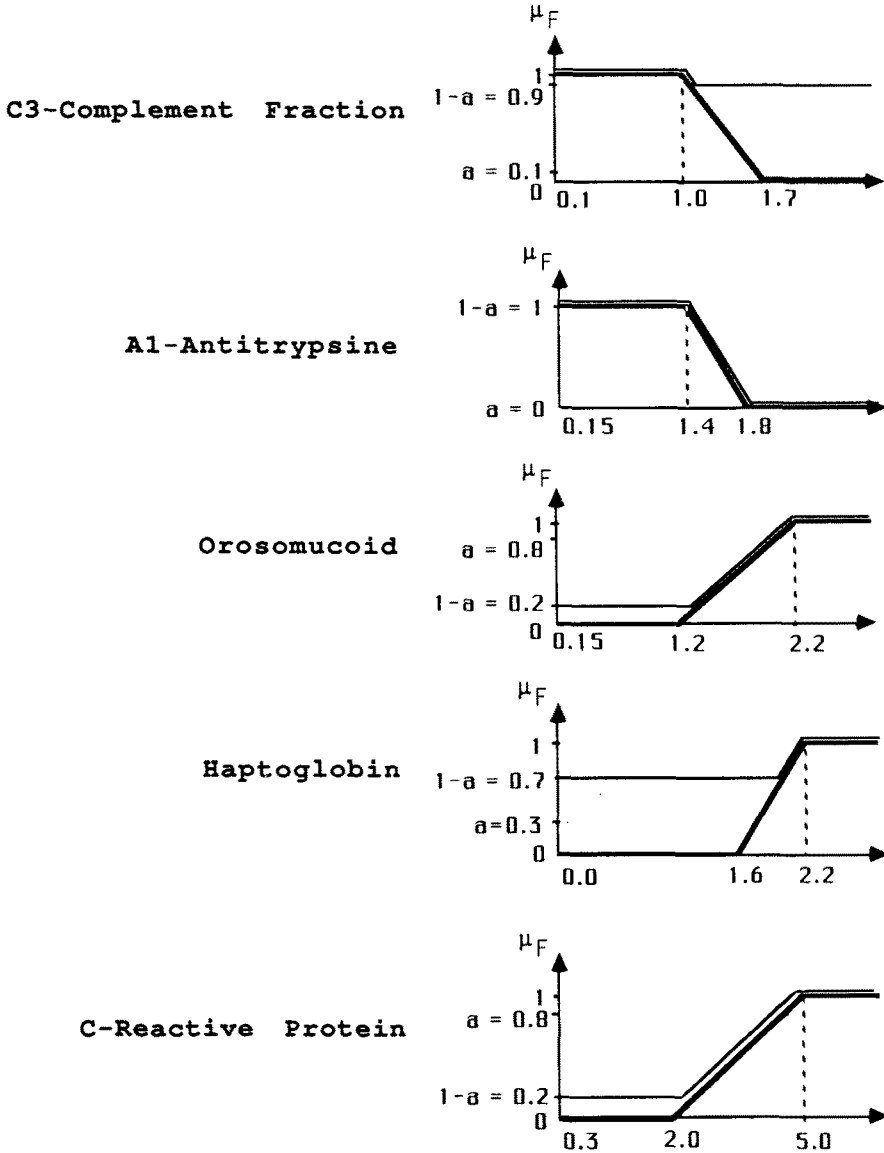 μF
1
1-a = 0.9
C3-Complement Fraction
a = 0.1
0
0.1 1.0 1.7
μF
1-a = 1
A1-Antitrypsine
a = 0
0.15 1.4 1.8
μF
1
Orosomucoid
a = 0.8
1-a = 0.2
0
0.15 1.2 2.2
μF
1
Haptoglobin
1-a = 0.7
a=0.3
0
0.0 1.6 2.2
μF
1
a = 0.8
C-Reactive Protein
1-a = 0.2
0
0.3 2.0 5.0